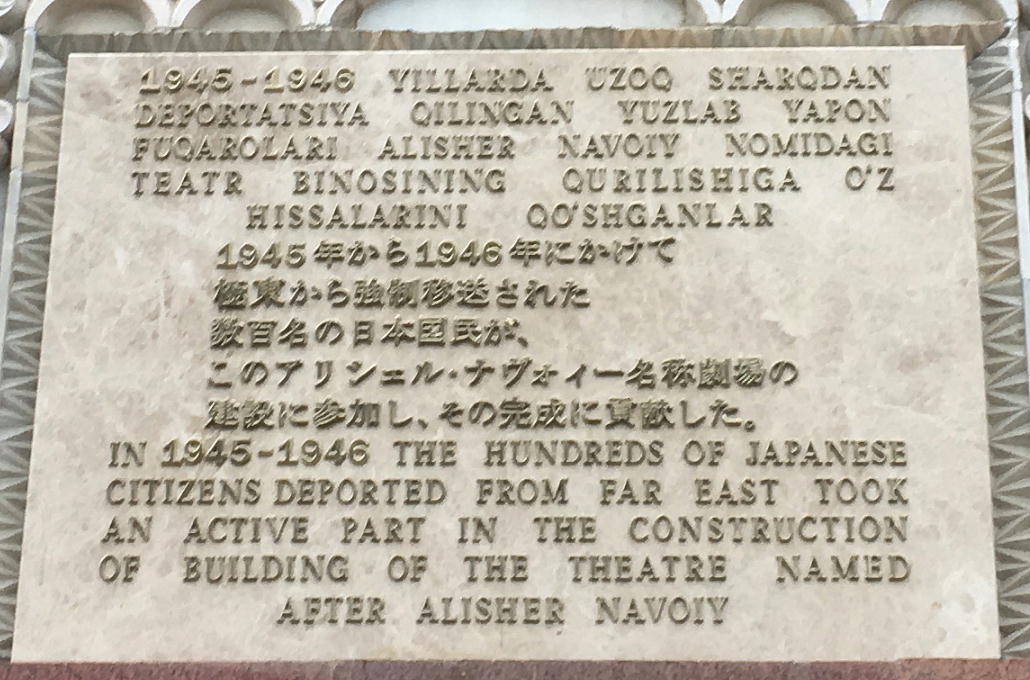 1945-1946 YILLARDA UZOQ SHARQDAN
DEPORTATSIYA QILINGAN YUZLAB YAPON
FUQAROLARI ALISHER NAVOIY NOMIDAGI
TEATR BINOSINING QURILISHIGA O'Z
HISSALARINI QO'SHGANLAR
1945年から1946年にかけて
極東から強制移送された
数百名の日本国民が、
このアリシェル・ナヴォィー名称劇場の
建設に参加し、その完成に貢献した。
IN 1945-1946 THE HUNDREDS OF JAPANESE
CITIZENS DEPORTED FROM FAR EAST TOOK
AN ACTIVE PART IN THE CONSTRUCTION
OF BUILDING OF THE THEATRE NAMED
AFTER ALISHER NAVOIY